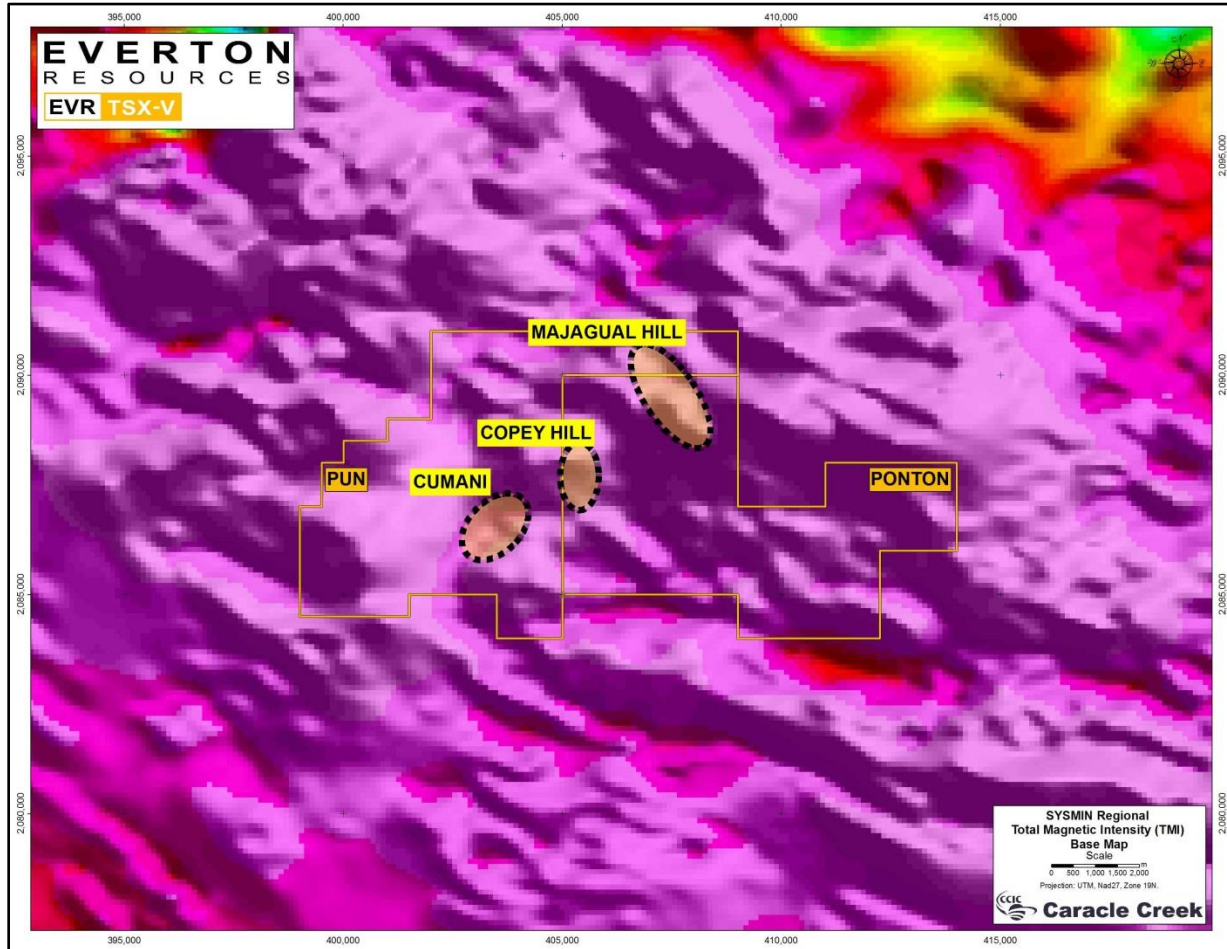 395,000 400,000 405,000 410,000 415,000
EVERTON
RESOURCES
EVR TSX-V
2,095,000 2,095,000
MAJAGUAL HILL
2,090,000 2,090,000
COPEY HILL
PUN CUMANI PONTON
2,085,000 2,085,000
2,080,000 2,080,000
SYSMIN Regional
Total Magnetic Intensity (TMI)
Base Map
Scale
m
0 500 1,000 1,500 2,000
Projection: UTM, Nad27, Zone 19N.
CCIC Caracle Creek
395,000 400,000 405,000 410,000 415,000